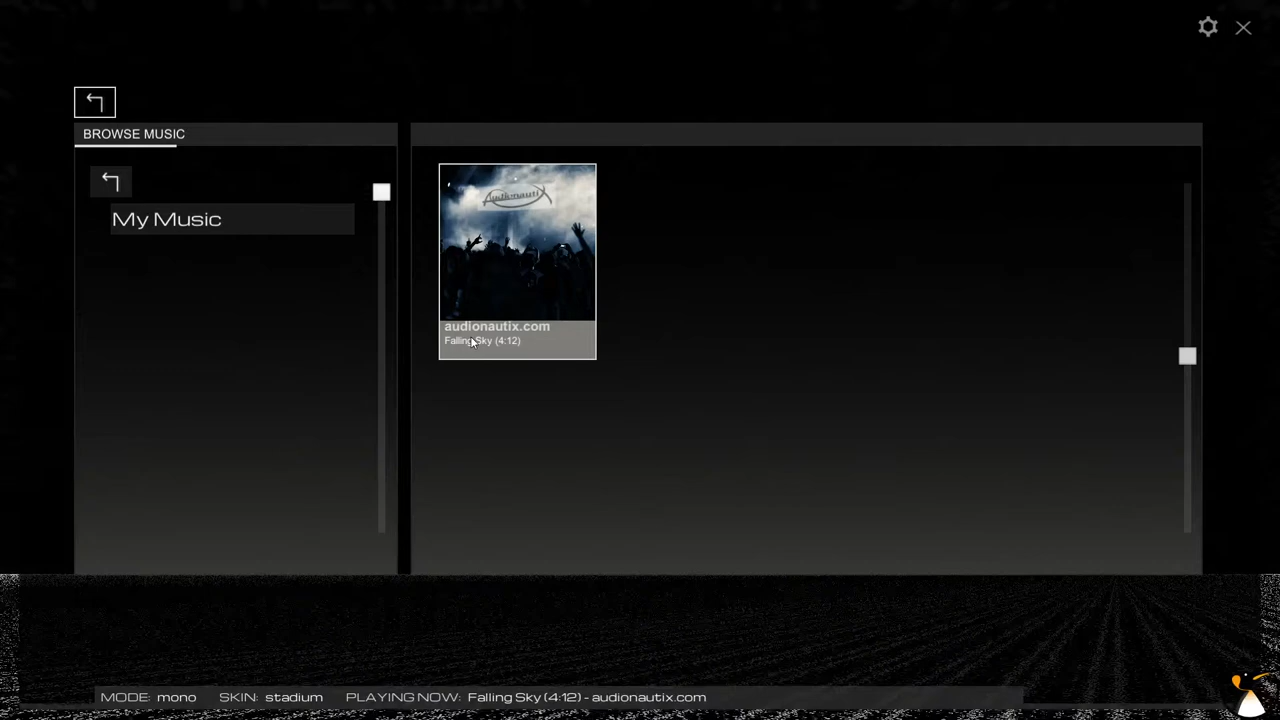 BROWSE MUSIC
My Music
AudionautiX
audionautix.com
Falling Sky (4:12)
MODE: mono SKIN: stadium PLAYING NOW: Falling Sky (4:12) - audionautix.com